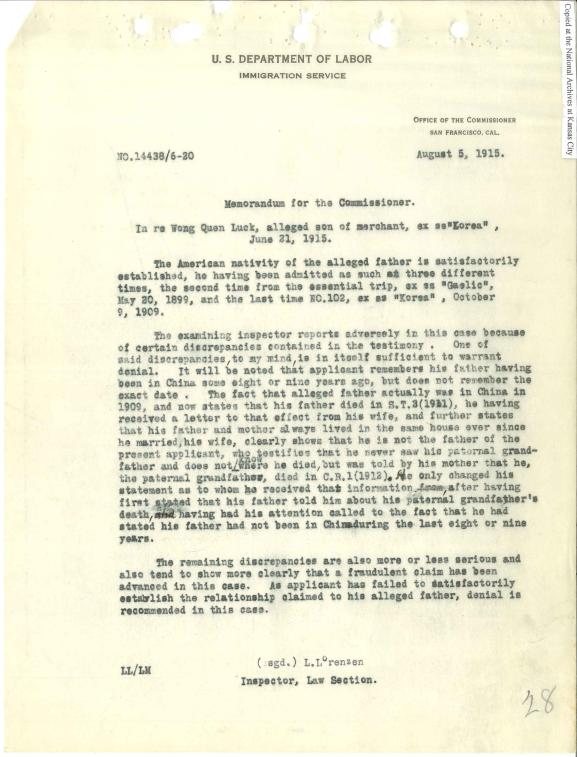 Copied at the National Archives at Kansas City
U. S. DEPARTMENT OF LABOR
IMMIGRATION SERVICE
OFFICE OF THE COMMISSIONER
SAN FRANCISCO, CAL.
NO.14438/6-20
August 5, 1915.
Memorandum for the Commissioner.
In re Wong Quen Luck, alleged son of merchant, ex ss"Korea" ,
June 21, 1915.
The American nativity of the alleged father is satisfactorily
established, he having been admitted as such at three different
times, the second time from the essential trip, ex ss "Gaelic",
May 20, 1899, and the last time NO.102, ex ss "Korea" , October
9, 1909.
The examining inspector reports adversely in this case because
of certain discrepancies contained in the testimony . One of
said discrepancies,to my mind,is in itself sufficient to warrant
denial. It will be noted that applicant remembers his father having
been in China some eight or nine years ago, but does not remember the
exact date . The fact that alleged father actually was in China in
1909, and now states that his father died in S.T.3(1911), he having
received a letter to that effect from his wife, and further states
that his father and mother always lived in the same house ever since
he married,his wife, clearly shows that he is not the father of the
present applicant, who testifies that he never saw his paternal grand-
father and does not know where he died,but was told by his mother that he,
the paternal grandfather, died in C.R.1(1912). He only changed his
statement as to whom he received that information from,after having
first stated that his father told him about his paternal grandfather's
death, and having had his attention called to the fact that he had
stated his father had not been in Chinaduring the last eight or nine
years.
The remaining discrepancies are also more or less serious and
also tend to show more clearly that a fraudulent claim has been
advanced in this case. As applicant has failed to satisfactorily
establish the relationship claimed to his alleged father, denial is
recommended in this case.
(sgd.) L.Lorenzen
LL/LM
Inspector, Law Section.
28